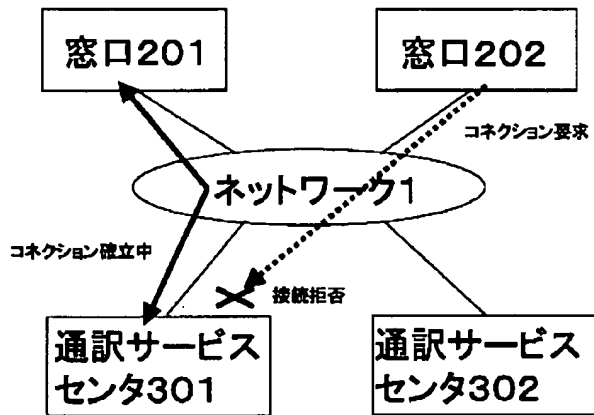 窓口201
窓口202
コネクション要求
ネットワーク1
コネクション確立中
接続拒否
通訳サービス
センタ301
通訳サービス
センタ302